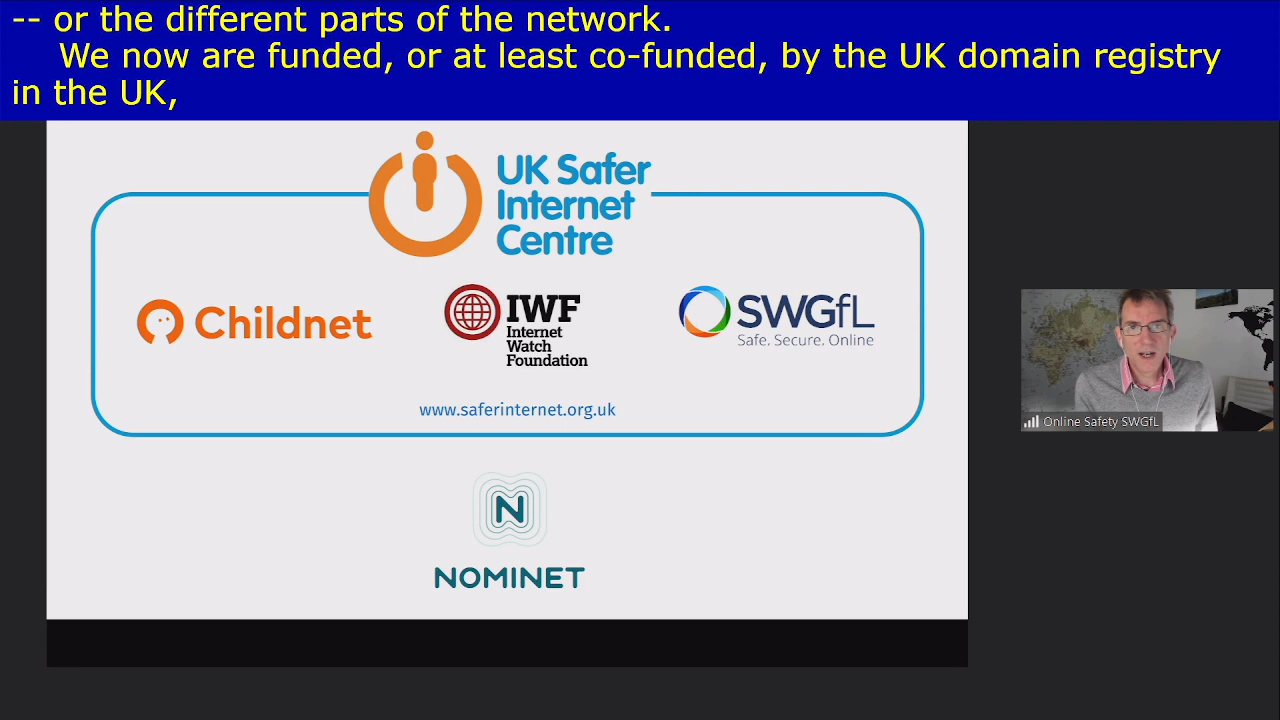 -- or the different parts of the network.
We now are funded, or at least co-funded, by the UK domain registry
in the UK,
UK Safer
Internet
Centre
Childnet
IWF
Internet
Watch
Foundation
SWGfL
Safe. Secure. Online
www.saferinternet.org.uk
N
NOMINET
Online Safety SWGfL